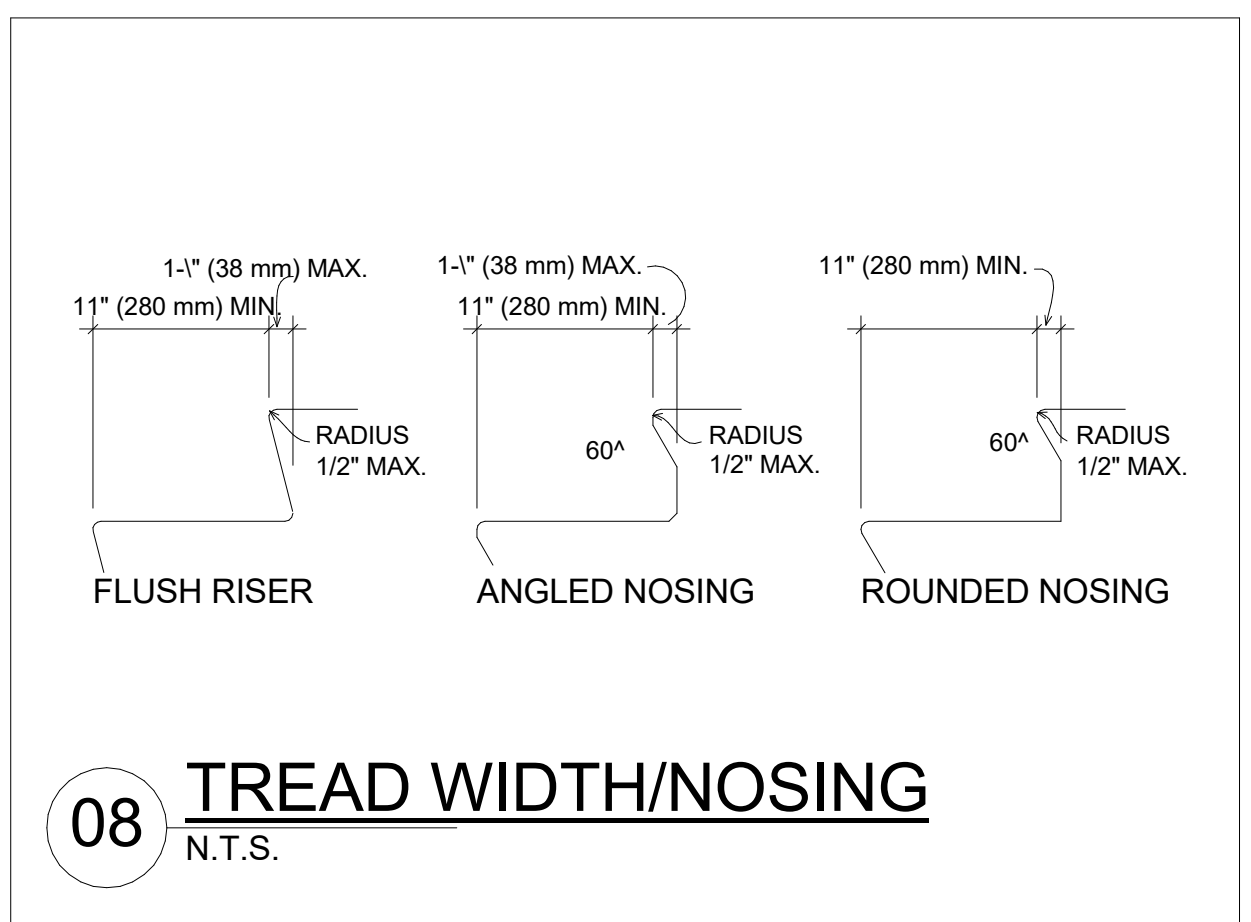 1-\" (38 mm) MAX.
11" (280 mm) MIN.
RADIUS
1/2" MAX.
FLUSH RISER
1-\" (38 mm) MAX.
11" (280 mm) MIN.
60^
RADIUS
1/2" MAX.
ANGLED NOSING
11" (280 mm) MIN.
60^
RADIUS
1/2" MAX.
ROUNDED NOSING
08
TREAD WIDTH/NOSING
N.T.S.